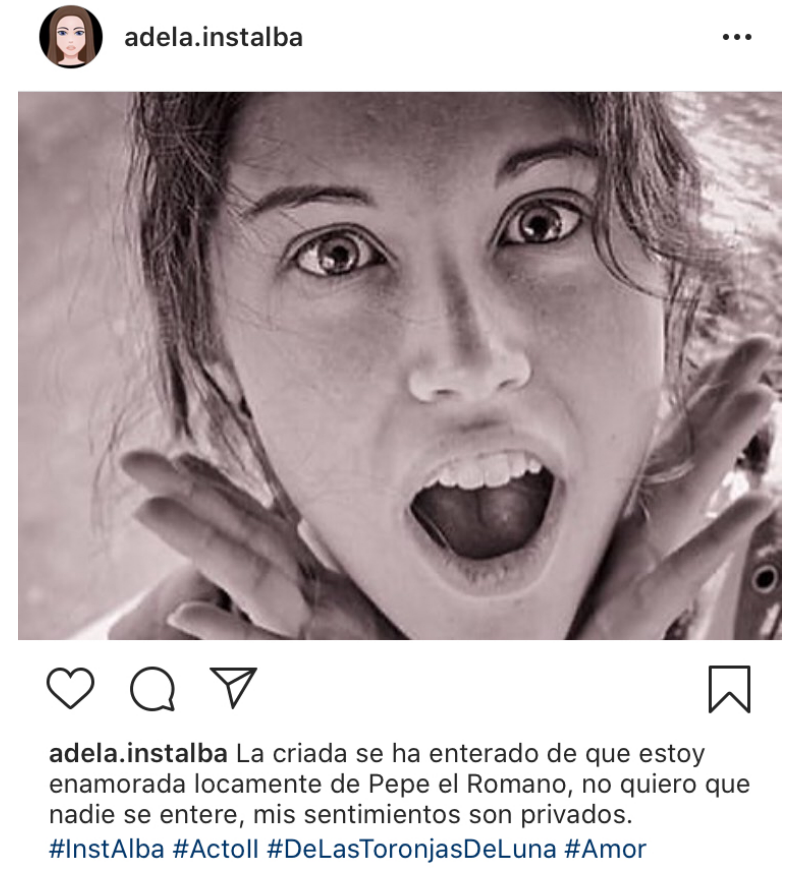 adela.instalba
adela.instalba La criada se ha enterado de que estoy
enamorada locamente de Pepe el Romano, no quiero que
nadie se entere, mis sentimientos son privados.
#InstAlba #ActoII #DeLasToronjasDeLuna #Amor